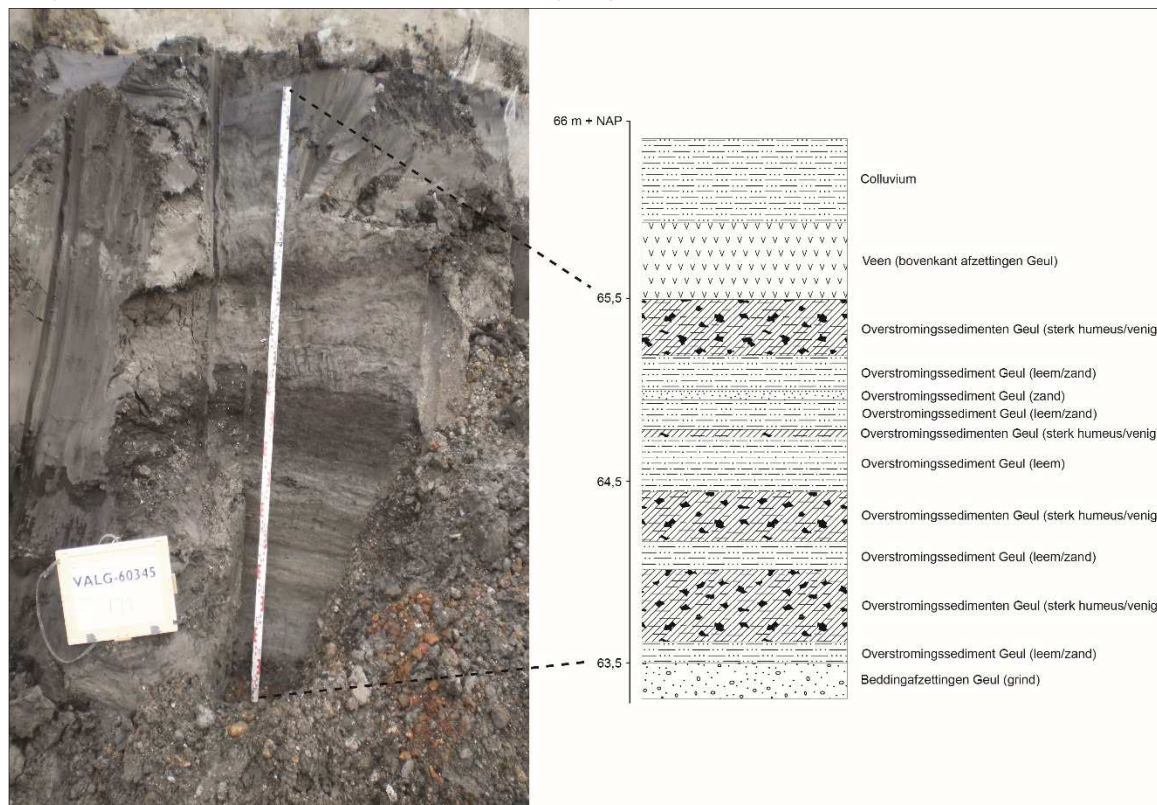 VALG-60345
66 m + NAP
Colluvium
Veen (bovenkant afzettingen Geul)
65,5
Overstromingssedimenten Geul (sterk humeus/venig
Overstromingssediment Geul (leem/zand)
Overstromingssediment Geul (zand)
Overstromingssediment Geul (leem/zand)
Overstromingssedimenten Geul (sterk humeus/venig
Overstromingssediment Geul (leem)
64,5
Overstromingssedimenten Geul (sterk humeus/venig
Overstromingssediment Geul (leem/zand)
Overstromingssedimenten Geul (sterk humeus/venig
Overstromingssediment Geul (leem/zand)
63,5
Beddingafzettingen Geul (grind)